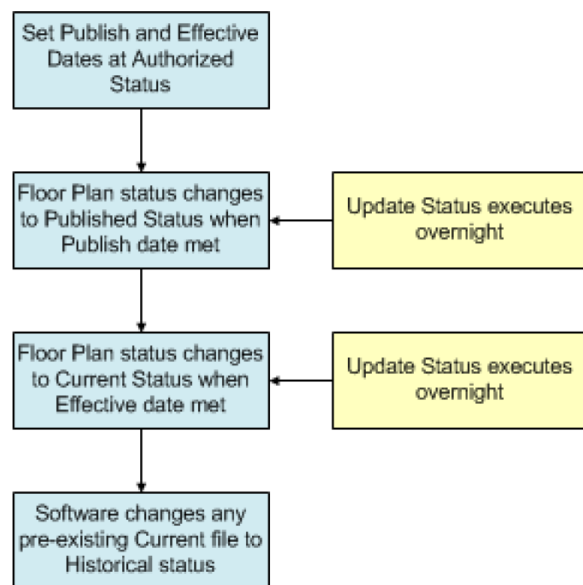 Set Publish and Effective
Dates at Authorized
Status
Floor Plan status changes
to Published Status when
Publish date met
Update Status executes
overnight
Floor Plan status changes
to Current Status when
Effective date met
Update Status executes
overnight
Software changes any
pre-existing Current file to
Historical status